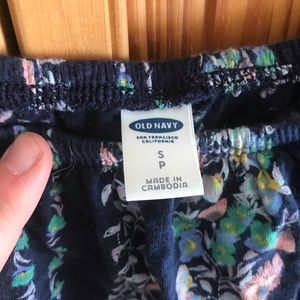 OLD NAVY
SAN FRANCISCO
CALIFORNIA
S
P
MADE IN
CAMBODIA